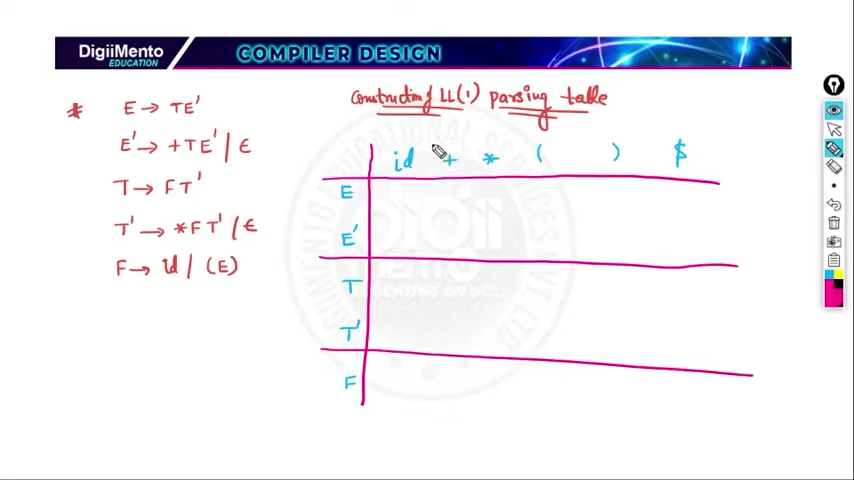 DigiiMento
EDUCATION
COMPILER DESIGN
* E → TE'
E' → +TE' / ϵ
T → FT'
T' → *FT' / ϵ
F → id / (E)
Constructing LL(1) parsing table
id + * ( ) $
E
E'
T
T'
F